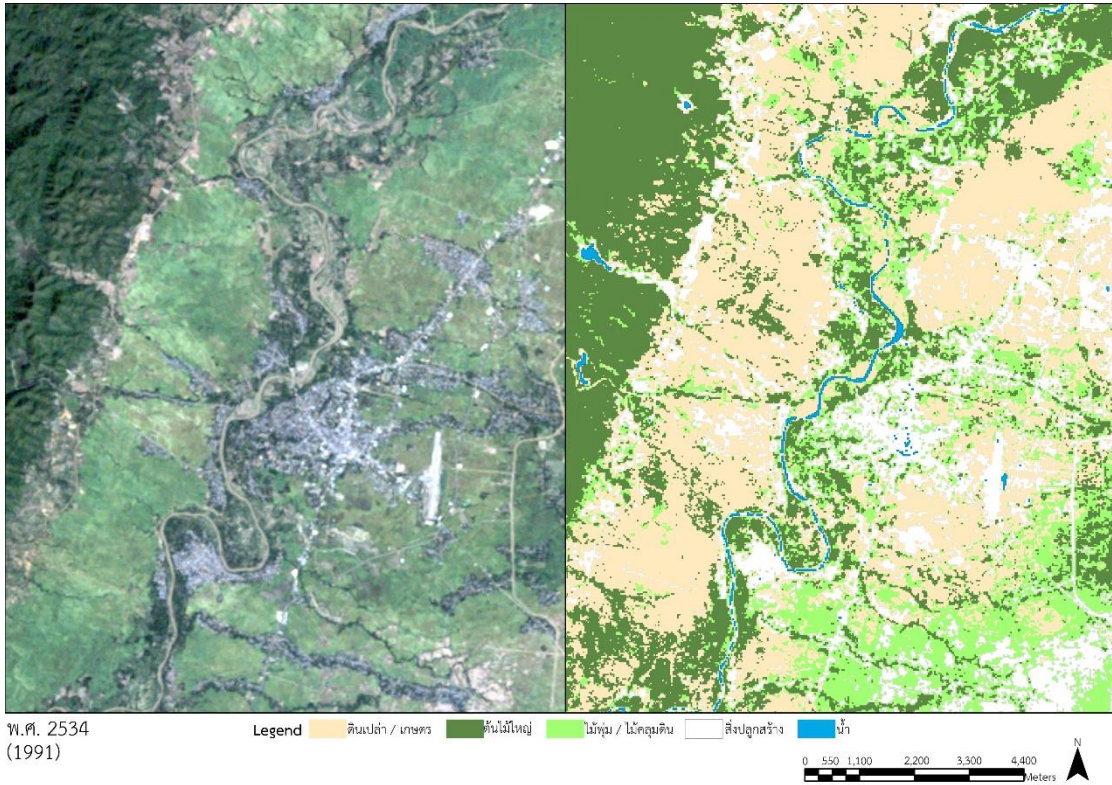 พ.ศ. 2534
(1991)
Legend
ดินเปล่า / เกษตร
ต้นไม้ใหญ่
ไม้พุ่ม / ไม้คลุมดิน
สิ่งปลูกสร้าง
น้ำ
0 550 1,100 2,200 3,300 4,400
Meters
N